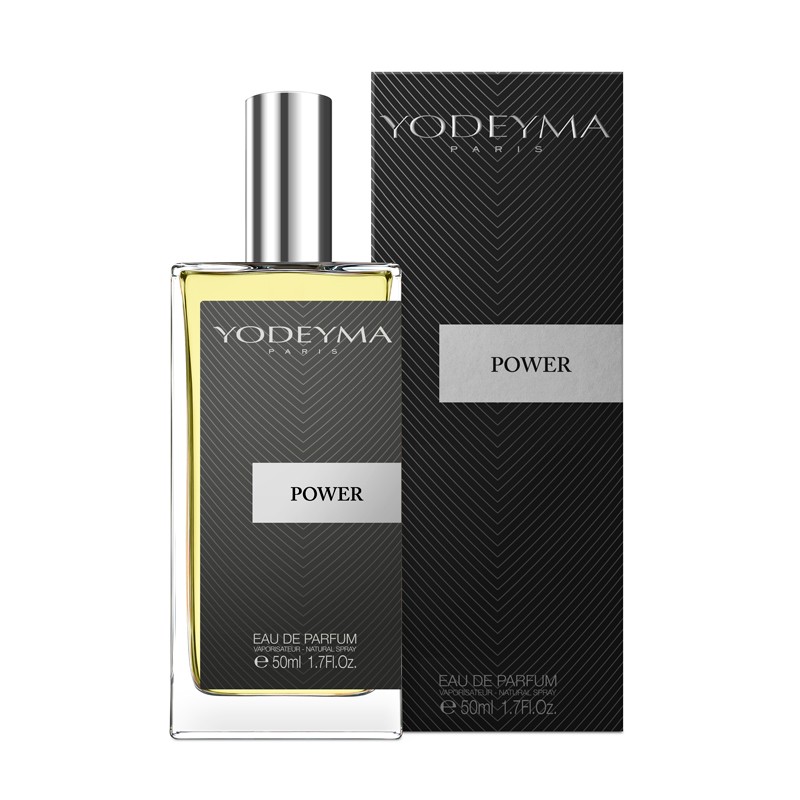 YODEYMA
PARIS
POWER
EAU DE PARFUM
VAPORISATEUR - NATURAL SPRAY
℮ 50ml 1.7Fl.Oz.
YODEYMA
PARIS
POWER
EAU DE PARFUM
VAPORISATEUR - NATURAL SPRAY
℮ 50ml 1.7Fl.Oz.